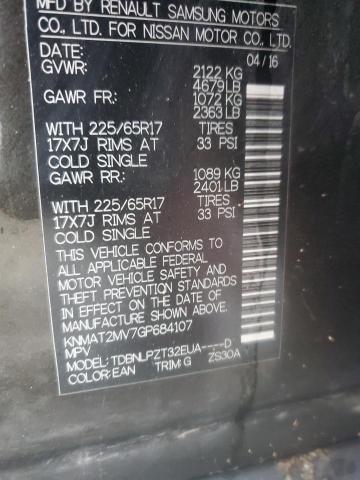 MFD BY RENAULT SAMSUNG MOTORS
CO., LTD. FOR NISSAN MOTOR CO., LTD.
DATE: 04/16
GVWR: 2122 KG
4679LB
GAWR FR: 1072 KG
2363 LB
WITH 225/65R17 TIRES
17X7J RIMS AT 33 PSI
COLD SINGLE
GAWR RR: 1089 KG
2401LB
WITH 225/65R17 TIRES
17X7J RIMS AT 33 PSI
COLD SINGLE
THIS VEHICLE CONFORMS TO
ALL APPLICABLE FEDERAL
MOTOR VEHICLE SAFETY AND
THEFT PREVENTION STANDARDS
IN EFFECT ON THE DATE OF
MANUFACTURE SHOWN ABOVE.
KNMAT2MV7GP684107
MPV
MODEL: TDBNLPZT32EUA----D
COLOR:EAN TRIM:G ZS30A